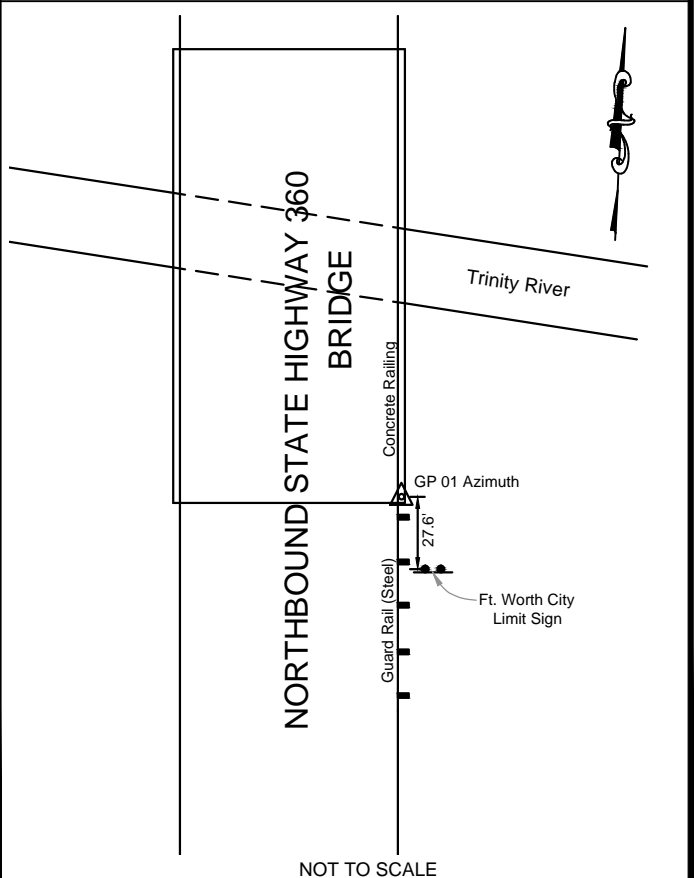 NORTHBOUND STATE HIGHWAY 360
BRIDGE
Trinity River
Concrete Railing
GP 01 Azimuth
27.6'
Guard Rail (Steel)
Ft. Worth City
Limit Sign
NOT TO SCALE